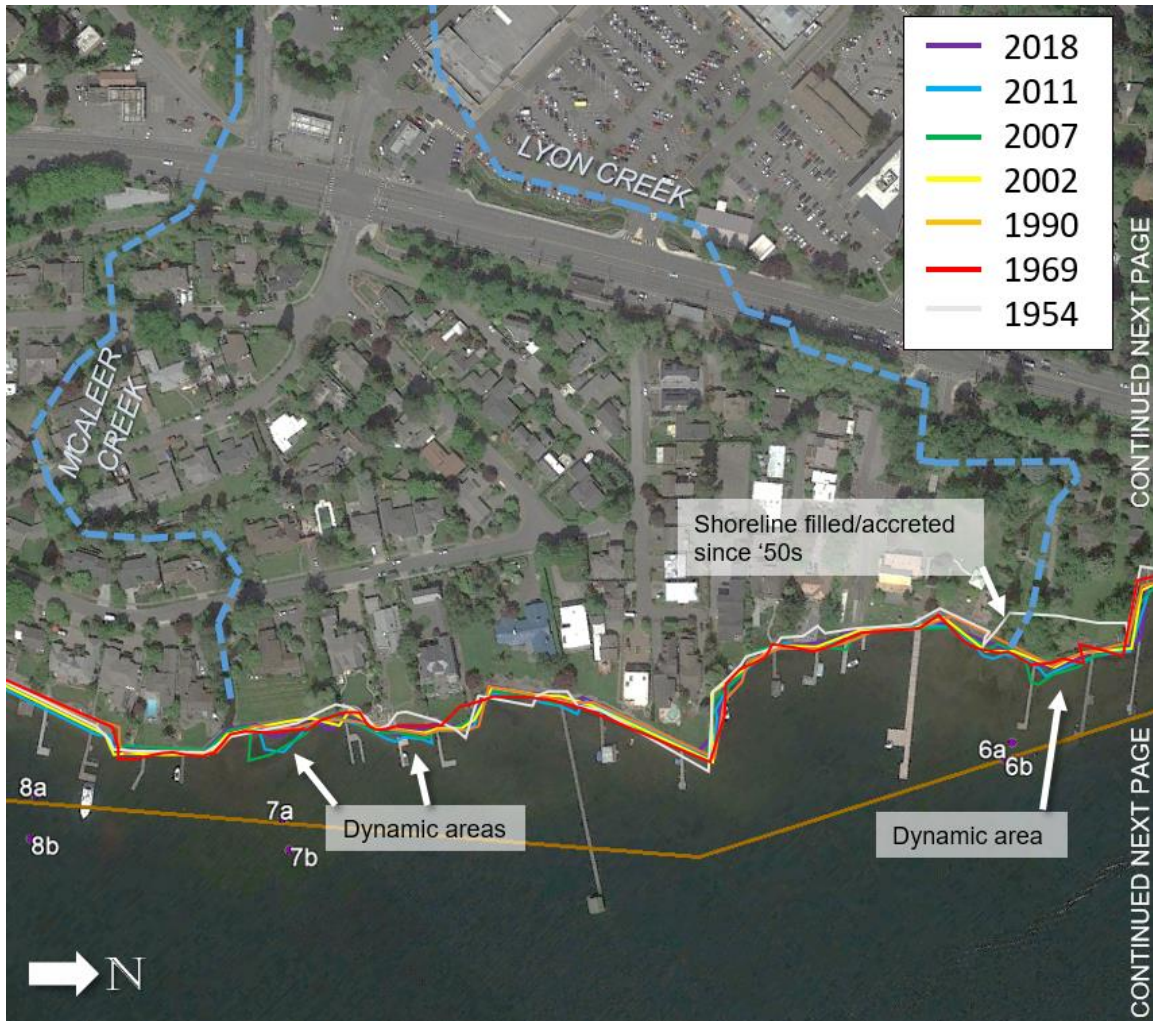 2018
2011
2007
2002
1990
1969
1954
LYON CREEK
MCALEER
CREEK
CONTINUED NEXT PAGE
Shoreline filled/accreted
since ‘50s
6a
6b
8a
7a
8b
7b
Dynamic areas
Dynamic area
N
CONTINUED NEXT PAGE